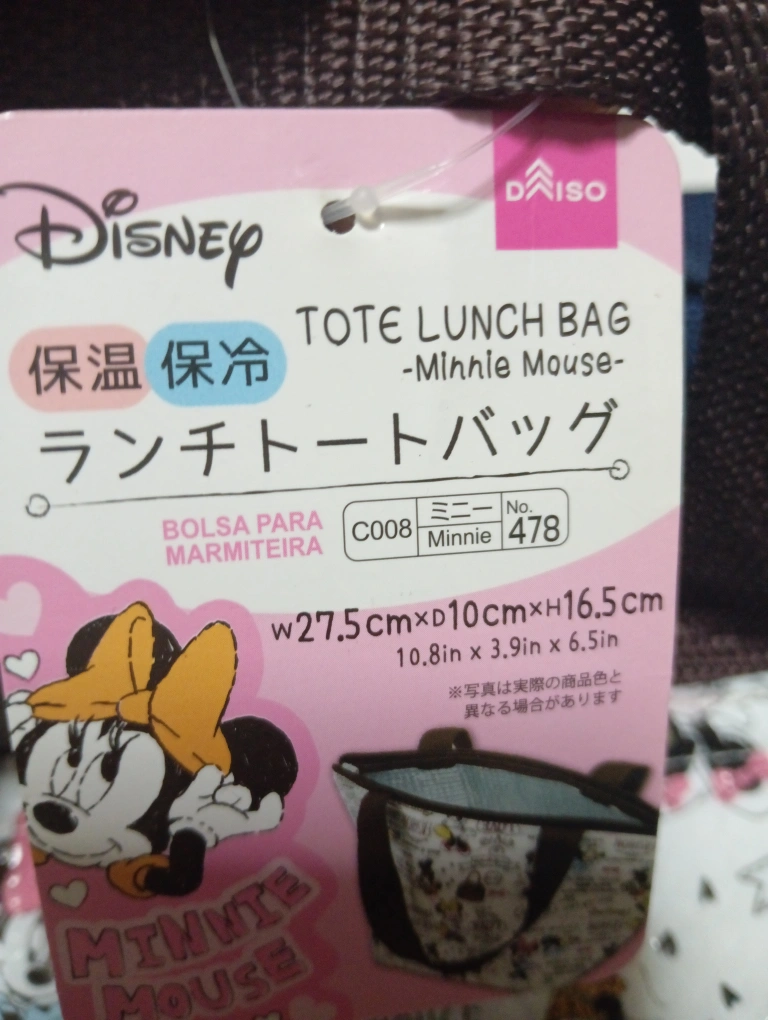 DISNEY
DAISO
保温 保冷
TOTE LUNCH BAG
-Minnie Mouse-
ランチトートバッグ
BOLSA PARA
MARMITEIRA
C008 ミニー Minnie No. 478
W27.5cm×D10cm×H16.5cm
10.8in x 3.9in x 6.5in
※写真は実際の商品色と
異なる場合があります
MINNIE
MOUSE